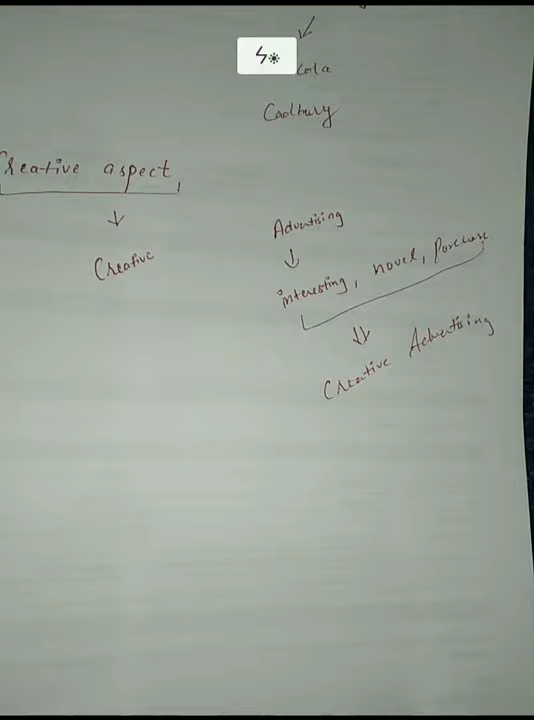 cola
Cadbury
Creative aspect
Creative
Advertising
interesting, novel, Purchase
Creative Advertising